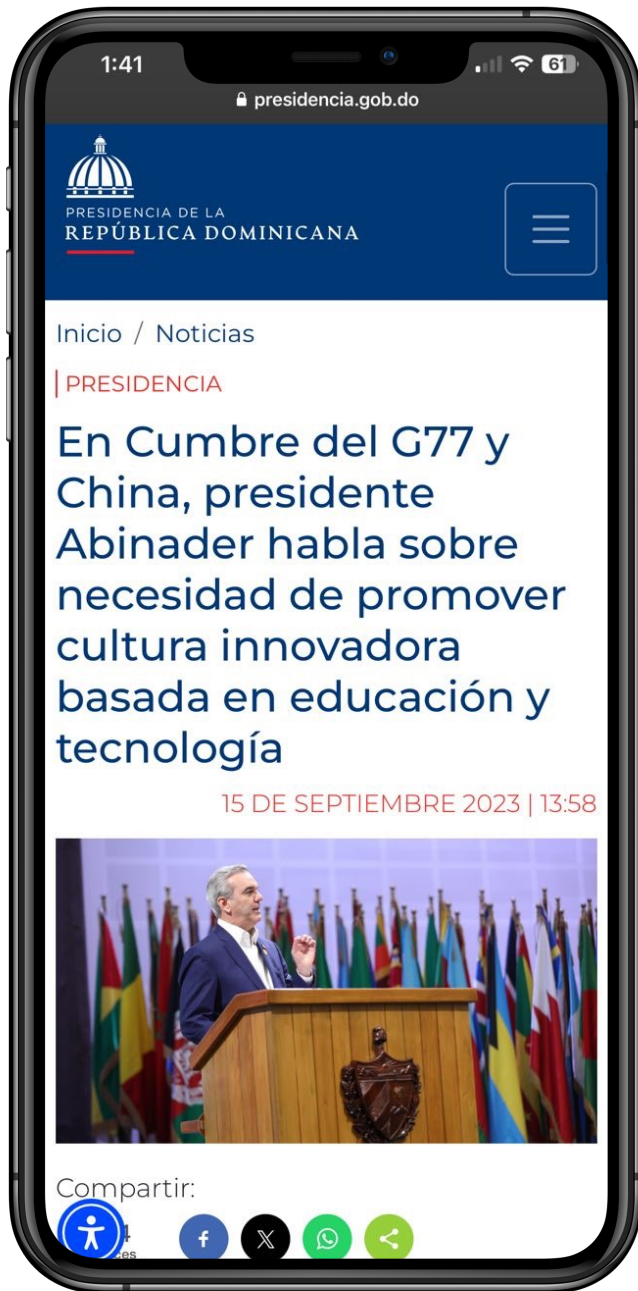 1:41
61
presidencia.gob.do
PRESIDENCIA DE LA
REPÚBLICA DOMINICANA
Inicio / Noticias
PRESIDENCIA
En Cumbre del G77 y
China, presidente
Abinader habla sobre
necesidad de promover
cultura innovadora
basada en educación y
tecnología
15 DE SEPTIEMBRE 2023 | 13:58
Compartir: